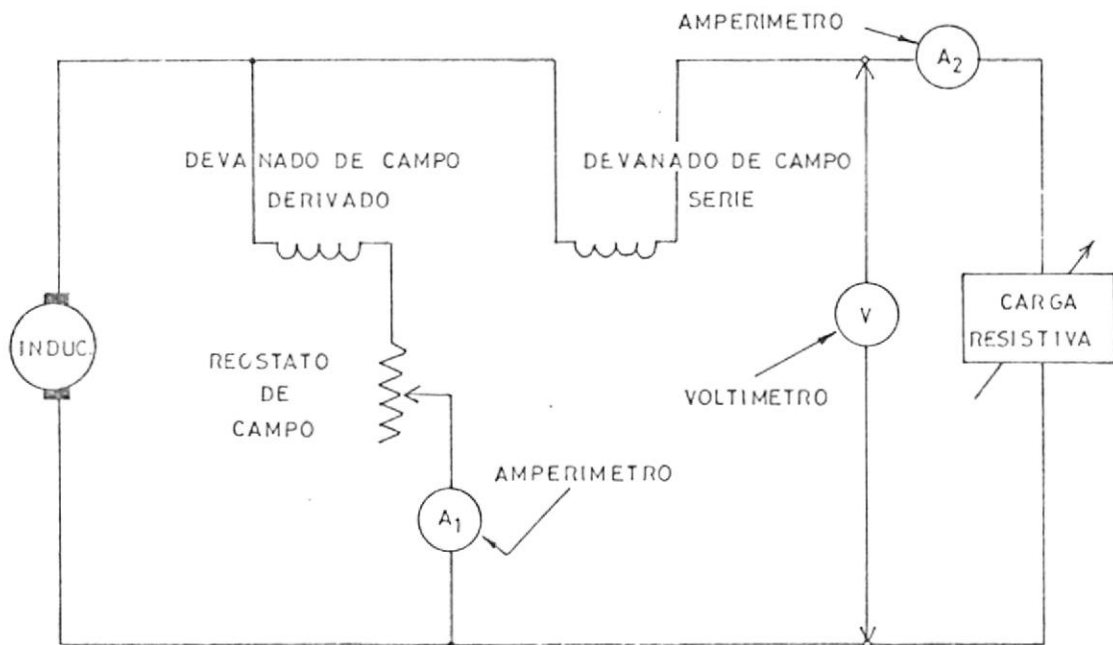 AMPERIMETRO
A2
DEVANADO DE CAMPO
DERIVADO
DEVANADO DE CAMPO
SERIE
INDUC.
REOSTATO
DE
CAMPO
V
VOLTIMETRO
CARGA
RESISTIVA
AMPERIMETRO
A1